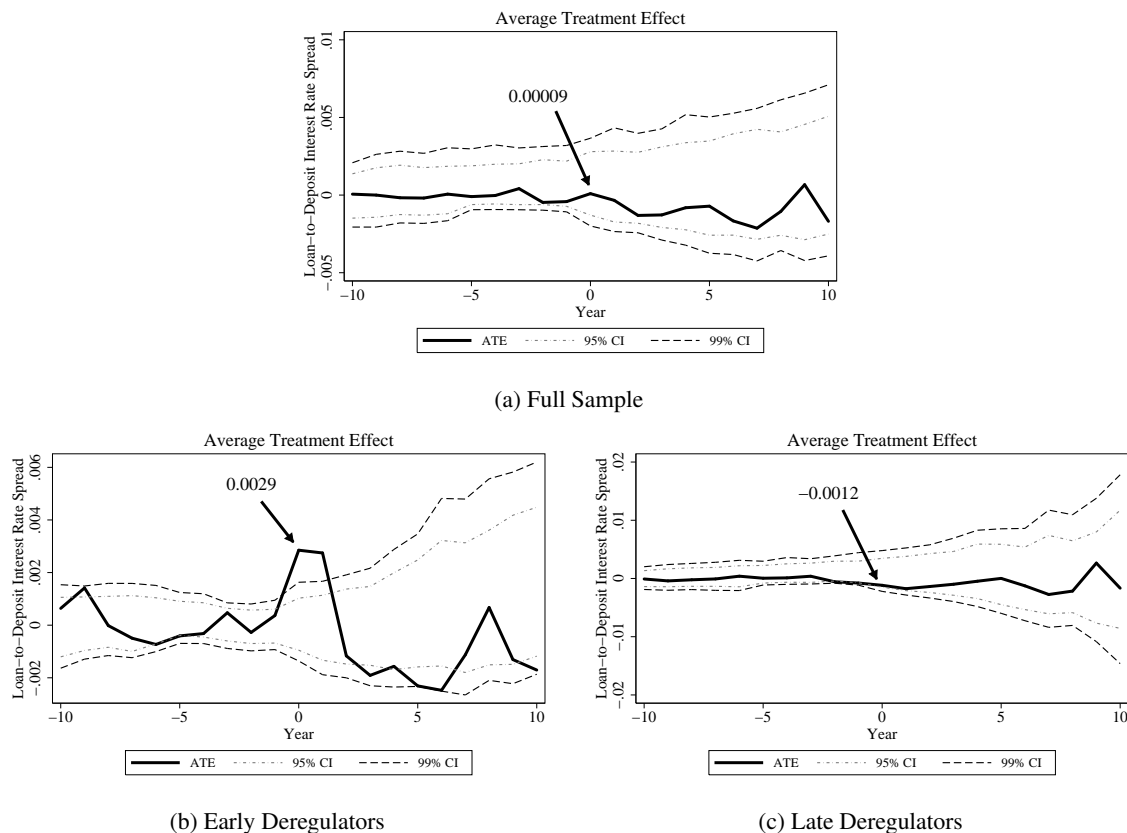 Average Treatment Effect
Loan−to−Deposit Interest Rate Spread
.01
.005
0
−.005
0.00009
−10 −5 0 5 10
Year
ATE 95% CI 99% CI
(a) Full Sample
Average Treatment Effect
Loan−to−Deposit Interest Rate Spread
.006
.004
.002
0
−.002
0.0029
−10 −5 0 5 10
Year
ATE 95% CI 99% CI
(b) Early Deregulators
Average Treatment Effect
Loan−to−Deposit Interest Rate Spread
.02
.01
0
−.01
−.02
−0.0012
−10 −5 0 5 10
Year
ATE 95% CI 99% CI
(c) Late Deregulators